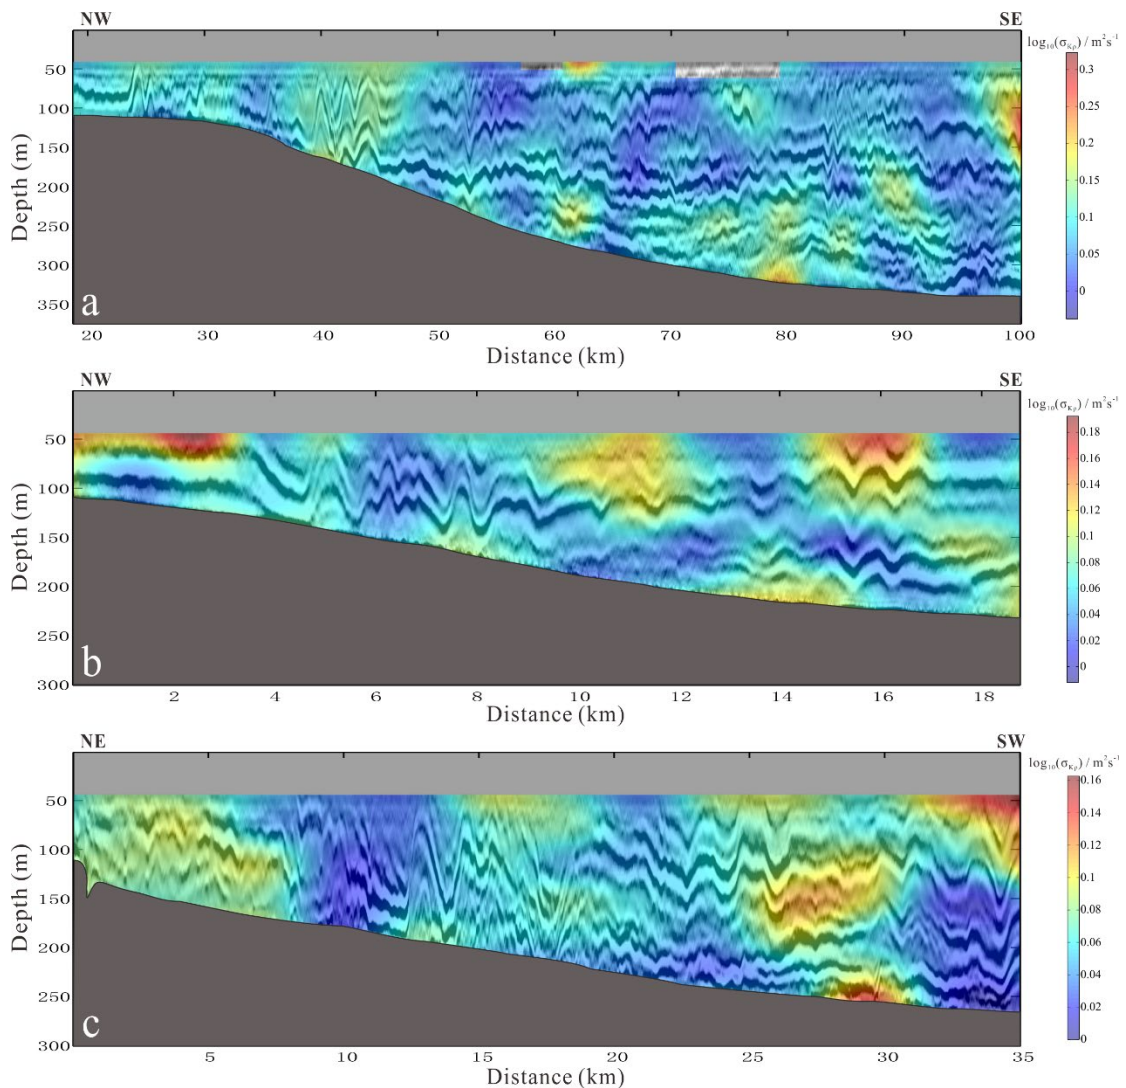 NW SE
log₁₀(σ_Kρ) / m²s⁻¹
50
100
150
200
250
300
350
Depth (m)
0.3
0.25
0.2
0.15
0.1
0.05
0
a
20 30 40 50 60 70 80 90 100
Distance (km)
NW SE
log₁₀(σ_Kρ) / m²s⁻¹
50
100
150
200
250
300
Depth (m)
0.18
0.16
0.14
0.12
0.10
0.08
0.06
0.04
0.02
0
b
2 4 6 8 10 12 14 16 18
Distance (km)
NE SW
log₁₀(σ_Kρ) / m²s⁻¹
50
100
150
200
250
300
Depth (m)
0.16
0.14
0.12
0.10
0.08
0.06
0.04
0.02
0
c
5 10 15 20 25 30 35
Distance (km)